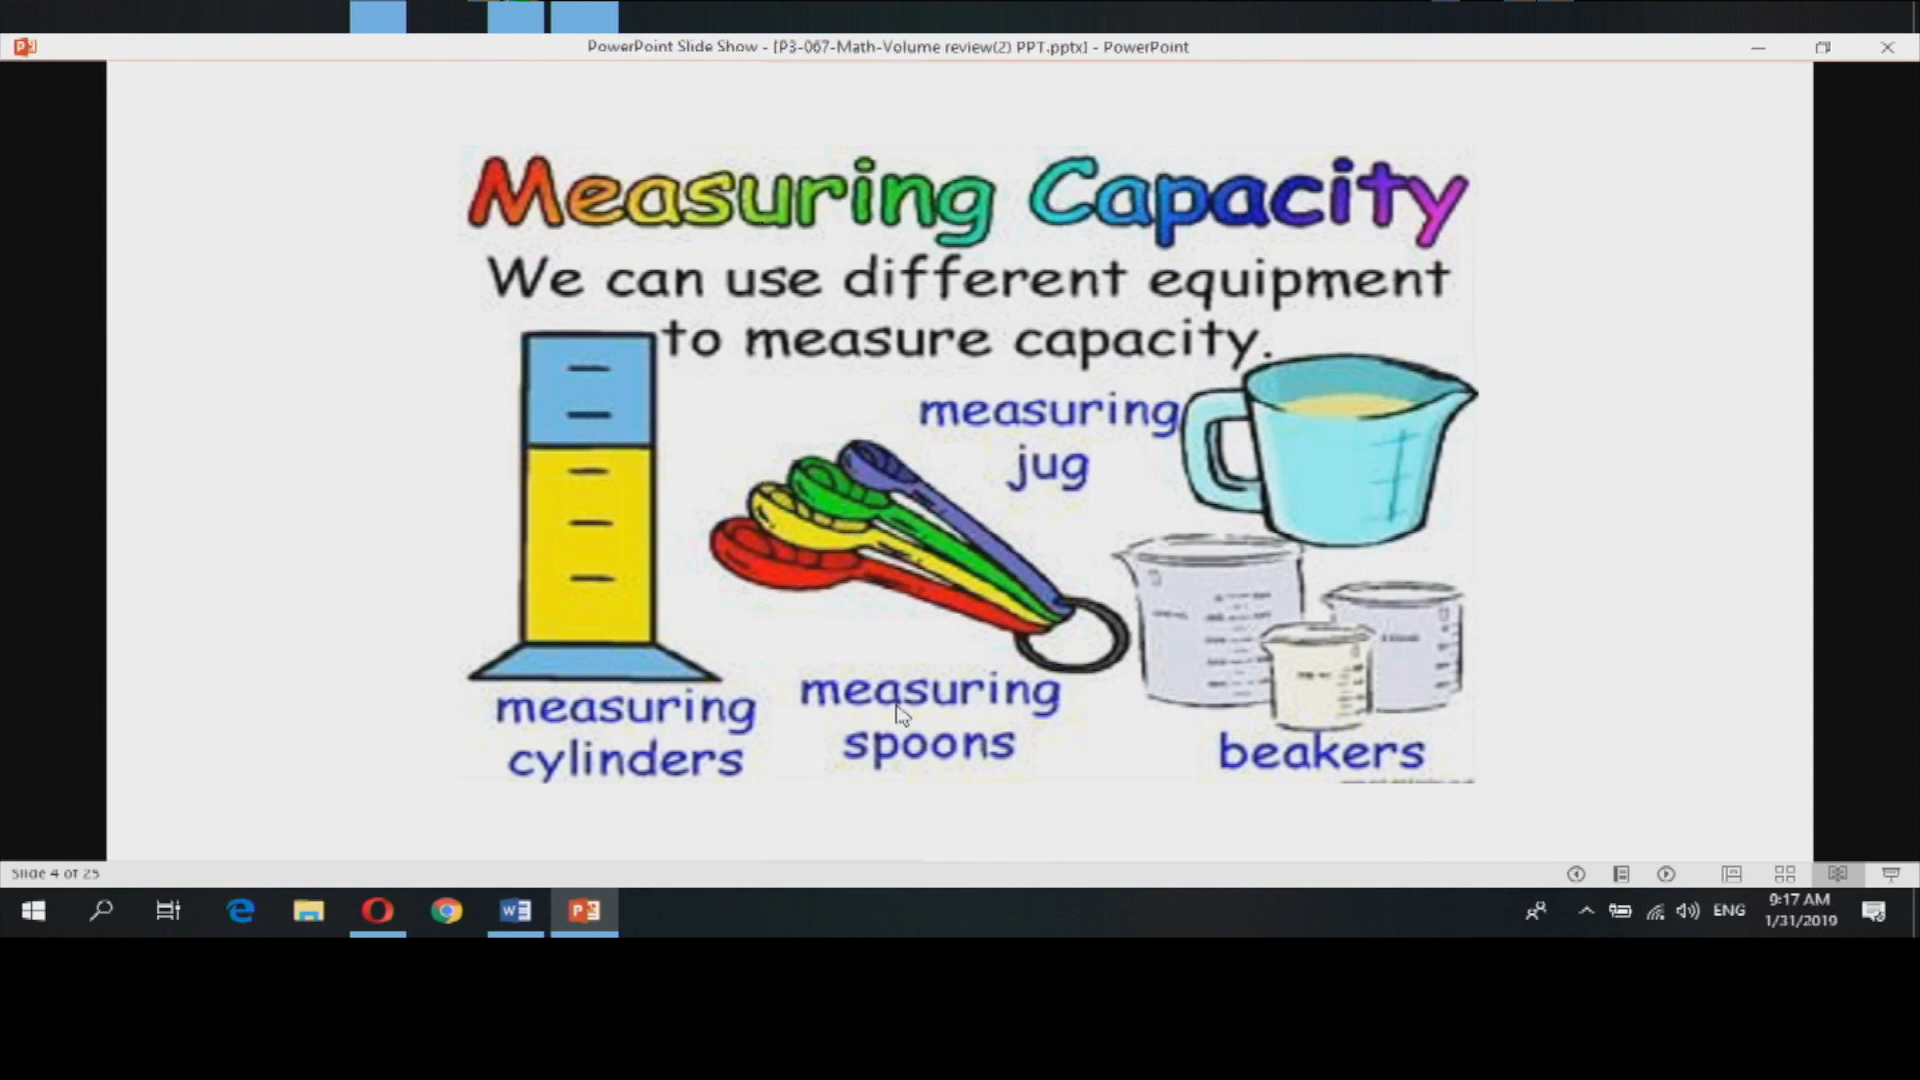 PowerPoint Slide Show - [P3-067-Math-Volume review(2) PPT.pptx] - PowerPoint
Measuring Capacity
We can use different equipment
to measure capacity.
measuring
jug
measuring
cylinders
measuring
spoons
beakers
Slide 4 of 25
ENG
9:17 AM
1/31/2019